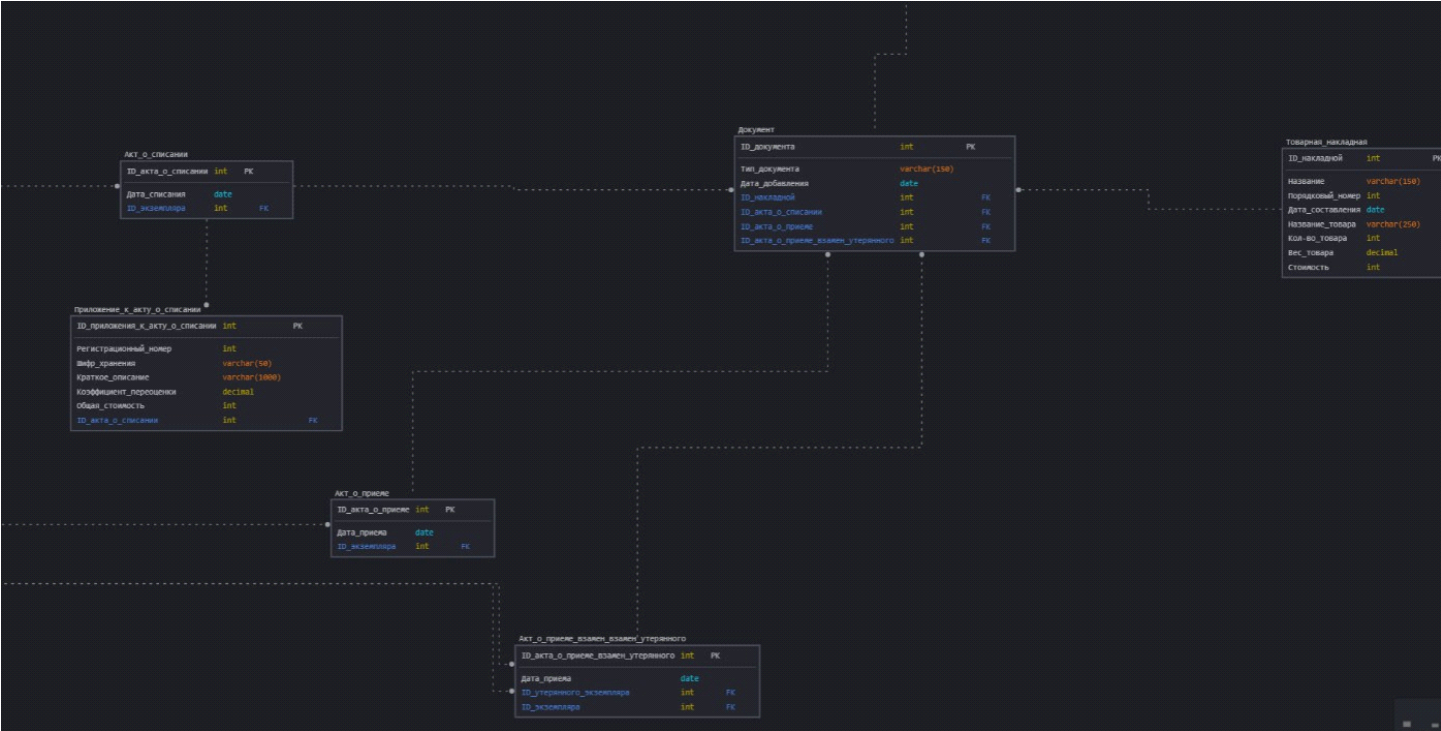 Документ
ID_документа int PK
Тип_документа varchar(150)
Дата_добавления date
ID_накладной int FK
ID_акта_о_списании int FK
ID_акта_о_приеме int FK
ID_акта_о_приеме_взамен_утерянного int FK
Товарная_накладная
ID_накладной int PK
Название varchar(150)
Порядковый_номер int
Дата_составления date
Название_товара varchar(250)
Кол-во_товара int
Вес_товара decimal
Стоимость int
Акт_о_списании
ID_акта_о_списании int PK
Дата_списания date
ID_экземпляра int FK
Приложение_к_акту_о_списании
ID_приложения_к_акту_о_списании int PK
Регистрационный_номер int
Шифр_хранения varchar(50)
Краткое_описание varchar(1000)
Коэффициент_переоценки decimal
Общая_стоимость int
ID_акта_о_списании int FK
Акт_о_приеме
ID_акта_о_приеме int PK
Дата_приема date
ID_экземпляра int FK
Акт_о_приеме_взамен_взамен_утерянного
ID_акта_о_приеме_взамен_утерянного int PK
Дата_приема date
ID_утерянного_экземпляра int FK
ID_экземпляра int FK